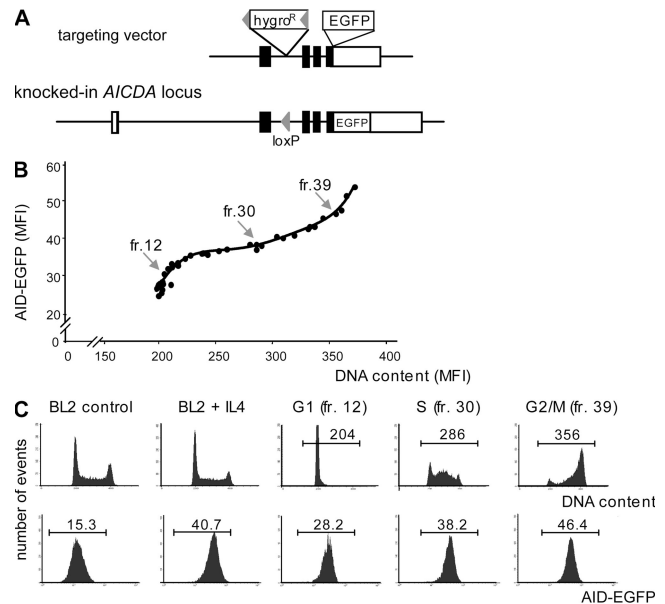 A
targeting vector
hygroR
EGFP
knocked-in AICDA locus
EGFP
loxP
B
AID-EGFP (MFI)
60
50
40
30
20
0
fr.12
fr.30
fr.39
0 150 200 250 300 350 400
DNA content (MFI)
C
BL2 control BL2 + IL4 G1 (fr. 12) S (fr. 30) G2/M (fr. 39)
number of events
204 286 356
DNA content
15.3 40.7 28.2 38.2 46.4
AID-EGFP